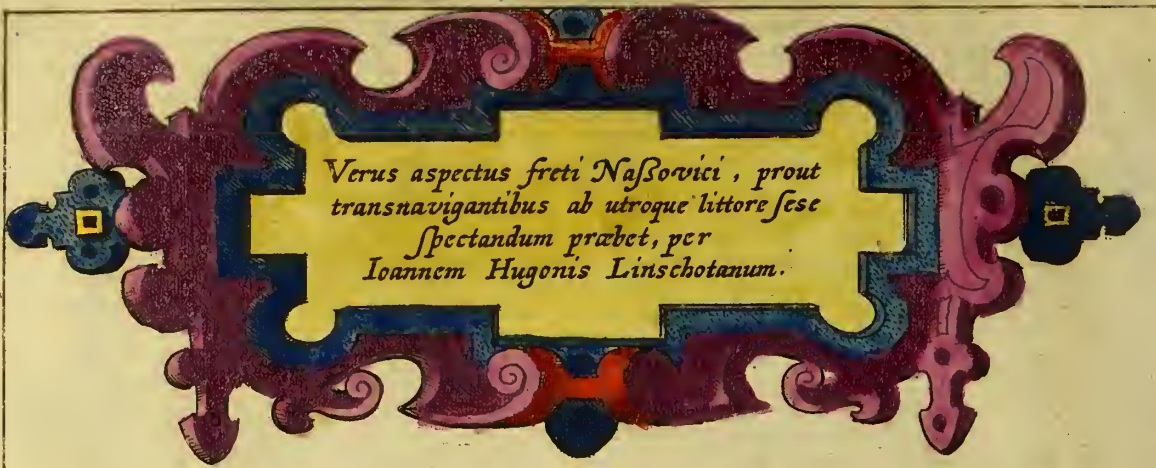 Verus aspectus freti Naßovici, prout
transnavigantibus ab utroque littore ſese
ſpectandum præbet, per
Ioannem Hugonis Linschotanum.